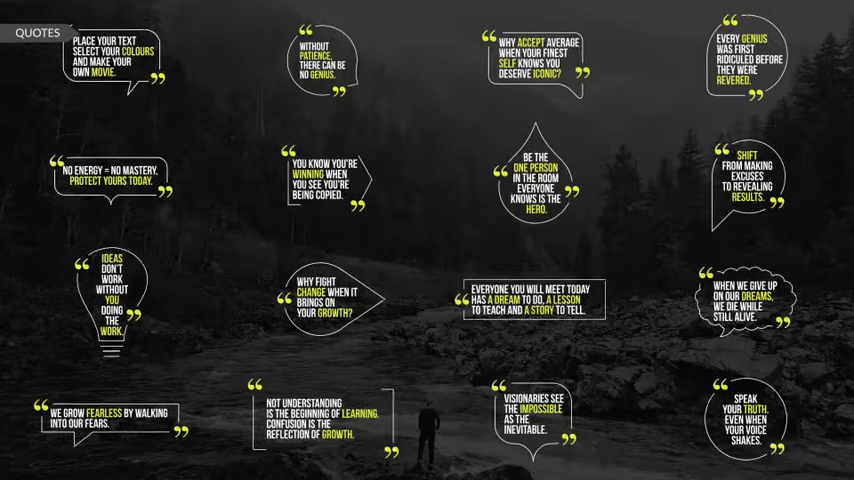 QUOTES
PLACE YOUR TEXT
SELECT YOUR COLOURS
AND MAKE YOUR
OWN MOVIE.
WITHOUT
PATIENCE,
THERE CAN BE
NO GENIUS.
WHY ACCEPT AVERAGE
WHEN YOUR FINEST
SELF KNOWS YOU
DESERVE ICONIC?
EVERY GENIUS
WAS FIRST
RIDICULED BEFORE
THEY WERE
REVERED.
NO ENERGY = NO MASTERY.
PROTECT YOURS TODAY.
YOU KNOW YOU'RE
WINNING WHEN
YOU SEE YOU'RE
BEING COPIED.
BE THE
ONE PERSON
IN THE ROOM
EVERYONE
KNOWS IS THE
HERO.
SHIFT
FROM MAKING
EXCUSES
TO REVEALING
RESULTS.
IDEAS
DON'T
WORK
WITHOUT
YOU
DOING
THE
WORK.
WHY FIGHT
CHANGE WHEN IT
BRINGS ON
YOUR GROWTH?
EVERYONE YOU WILL MEET TODAY
HAS A DREAM TO DO, A LESSON
TO TEACH AND A STORY TO TELL.
WHEN WE GIVE UP
ON OUR DREAMS,
WE DIE WHILE
STILL ALIVE.
WE GROW FEARLESS BY WALKING
INTO OUR FEARS.
NOT UNDERSTANDING
IS THE BEGINNING OF LEARNING.
CONFUSION IS THE
REFLECTION OF GROWTH.
VISIONARIES SEE
THE IMPOSSIBLE
AS THE
INEVITABLE.
SPEAK
YOUR TRUTH.
EVEN WHEN
YOUR VOICE
SHAKES.